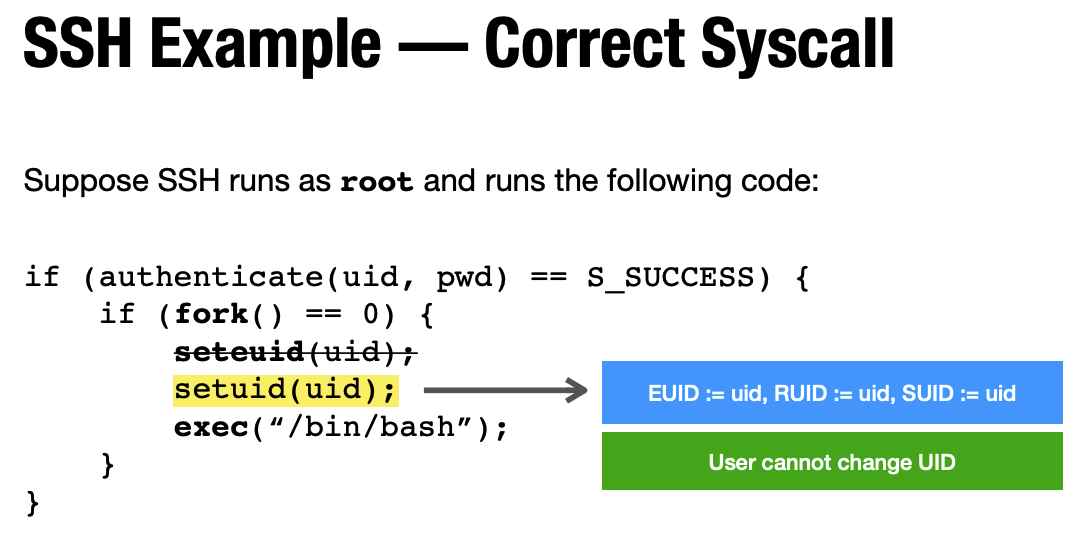 SSH Example — Correct Syscall
Suppose SSH runs as root and runs the following code:
if (authenticate(uid, pwd) == S_SUCCESS) {
if (fork() == 0) {
seteuid(uid);
setuid(uid);
EUID := uid, RUID := uid, SUID := uid
exec(“/bin/bash”);
User cannot change UID
}
}